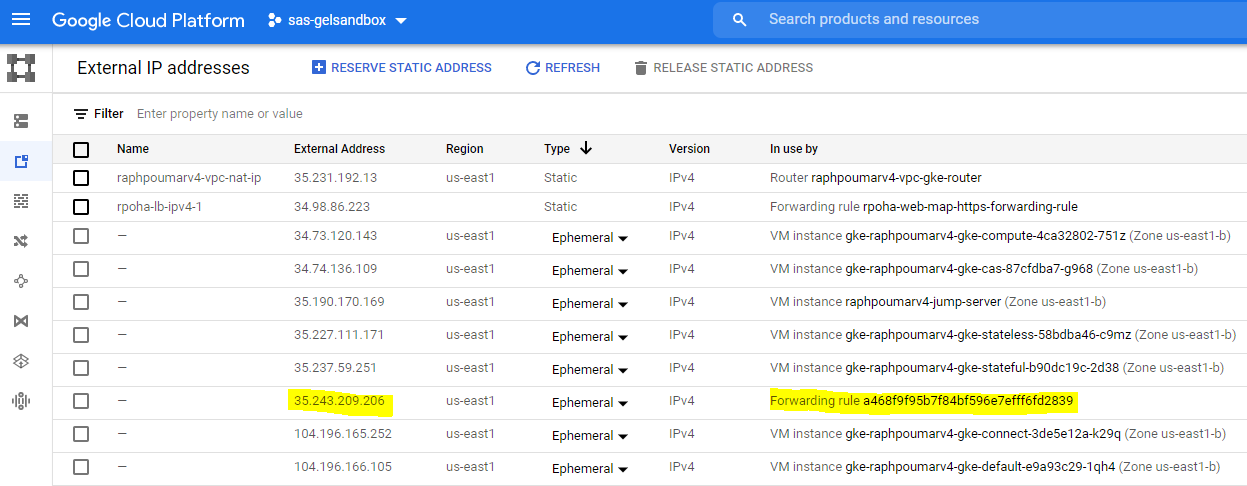 Google Cloud Platform sas-gelsandbox Search products and resources
External IP addresses RESERVE STATIC ADDRESS REFRESH RELEASE STATIC ADDRESS
Filter Enter property name or value
Name External Address Region Type Version In use by
raphpoumarv4-vpc-nat-ip 35.231.192.13 us-east1 Static IPv4 Router raphpoumarv4-vpc-gke-router
rpoha-lb-ipv4-1 34.98.86.223 Static IPv4 Forwarding rule rpoha-web-map-https-forwarding-rule
— 34.73.120.143 us-east1 Ephemeral IPv4 VM instance gke-raphpoumarv4-gke-compute-4ca32802-751z (Zone us-east1-b)
— 34.74.136.109 us-east1 Ephemeral IPv4 VM instance gke-raphpoumarv4-gke-cas-87cfdba7-g968 (Zone us-east1-b)
— 35.190.170.169 us-east1 Ephemeral IPv4 VM instance raphpoumarv4-jump-server (Zone us-east1-b)
— 35.227.111.171 us-east1 Ephemeral IPv4 VM instance gke-raphpoumarv4-gke-stateless-58bdba46-c9mz (Zone us-east1-b)
— 35.237.59.251 us-east1 Ephemeral IPv4 VM instance gke-raphpoumarv4-gke-stateful-b90dc19c-2d38 (Zone us-east1-b)
— 35.243.209.206 us-east1 Ephemeral IPv4 Forwarding rule a468f9f95b7f84bf596e7efff6fd2839
— 104.196.165.252 us-east1 Ephemeral IPv4 VM instance gke-raphpoumarv4-gke-connect-3de5e12a-k29q (Zone us-east1-b)
— 104.196.166.105 us-east1 Ephemeral IPv4 VM instance gke-raphpoumarv4-gke-default-e9a93c29-1qh4 (Zone us-east1-b)